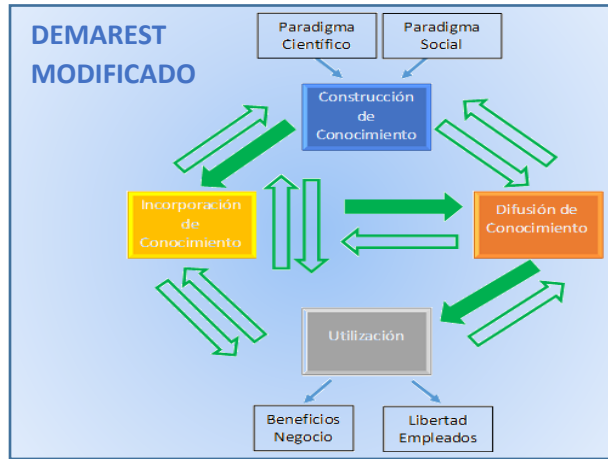 DEMAREST
MODIFICADO
Paradigma
Científico
Paradigma
Social
Construcción
de
Conocimiento
Incorporación
de
Conocimiento
Difusión de
Conocimiento
Utilización
Beneficios
Negocio
Libertad
Empleados